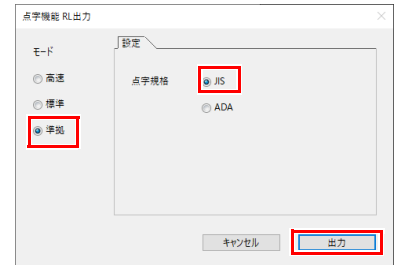 点字機能 RL出力
モード
高速
標準
準拠
設定
点字規格
JIS
ADA
キャンセル
出力